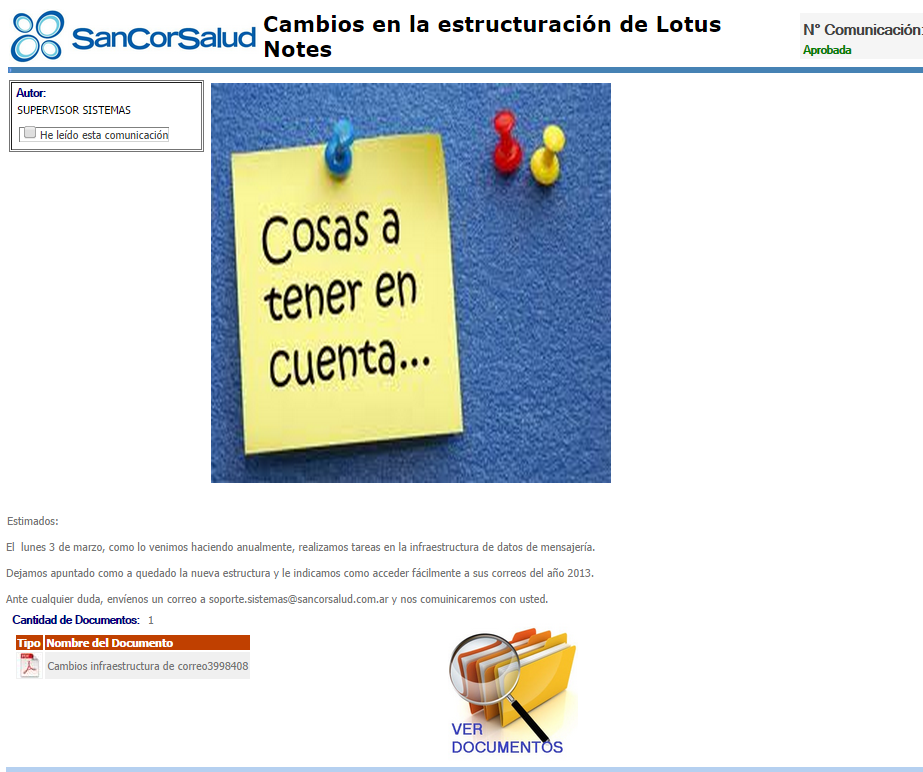 SanCorSalud
Cambios en la estructuración de Lotus
Notes
N° Comunicación:
Aprobada
Autor:
SUPERVISOR SISTEMAS
He leído esta comunicación
Cosas a
tener en
cuenta...
Estimados:
El lunes 3 de marzo, como lo venimos haciendo anualmente, realizamos tareas en la infraestructura de datos de mensajería.
Dejamos apuntado como a quedado la nueva estructura y le indicamos como acceder fácilmente a sus correos del año 2013.
Ante cualquier duda, envíenos un correo a soporte.sistemas@sancorsalud.com.ar y nos comuinicaremos con usted.
Cantidad de Documentos: 1
Tipo Nombre del Documento
PDF Cambios infraestructura de correo3998408
VER
DOCUMENTOS